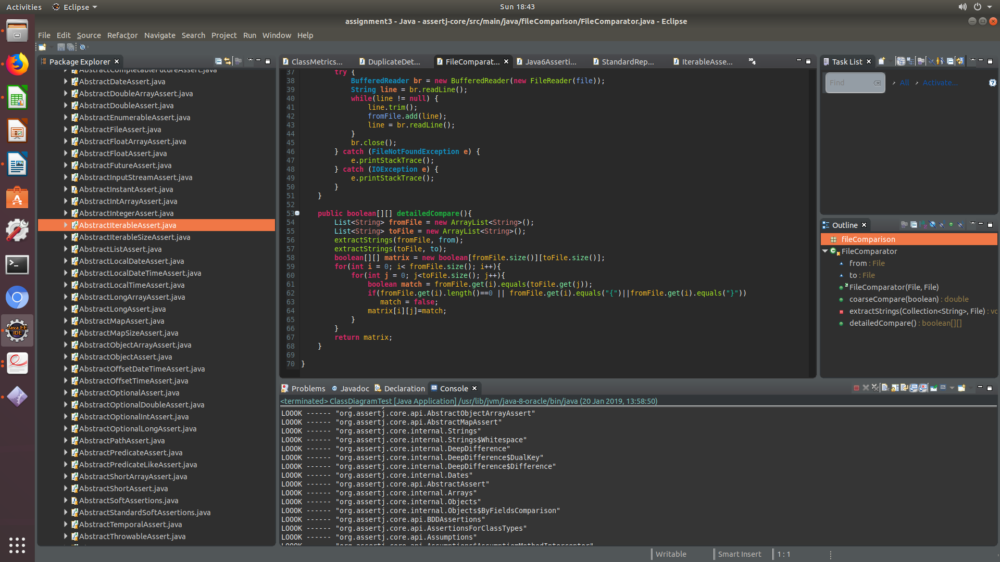 Activities
Eclipse
Sun 18:43
assignment3 - Java - assertj-core/src/main/java/fileComparison/FileComparator.java - Eclipse
File Edit Source Refactor Navigate Search Project Run Window Help
Package Explorer
AbstractCompletableFutureAssert.java
AbstractDateAssert.java
AbstractDoubleArrayAssert.java
AbstractDoubleAssert.java
AbstractEnumerableAssert.java
AbstractFileAssert.java
AbstractFloatArrayAssert.java
AbstractFloatAssert.java
AbstractFutureAssert.java
AbstractInputStreamAssert.java
AbstractInstantAssert.java
AbstractIntArrayAssert.java
AbstractIntegerAssert.java
AbstractIterableAssert.java
AbstractIterableSizeAssert.java
AbstractListAssert.java
AbstractLocalDateAssert.java
AbstractLocalDateTimeAssert.java
AbstractLocalTimeAssert.java
AbstractLongArrayAssert.java
AbstractLongAssert.java
AbstractMapAssert.java
AbstractMapSizeAssert.java
AbstractObjectArrayAssert.java
AbstractObjectAssert.java
AbstractOffsetDateTimeAssert.java
AbstractOffsetTimeAssert.java
AbstractOptionalAssert.java
AbstractOptionalDoubleAssert.java
AbstractOptionalIntAssert.java
AbstractOptionalLongAssert.java
AbstractPathAssert.java
AbstractPredicateAssert.java
AbstractPredicateLikeAssert.java
AbstractShortArrayAssert.java
AbstractShortAssert.java
AbstractSoftAssertions.java
AbstractStandardSoftAssertions.java
AbstractTemporalAssert.java
AbstractThrowableAssert.java
Java EE
IDE
ClassMetrics... DuplicateDet... FileComparat... Java6Asserti... StandardRep... IterableAsse... »4
37 try {
38 BufferedReader br = new BufferedReader(new FileReader(file));
39 String line = br.readLine();
40 while(line != null) {
41 line.trim();
42 fromFile.add(line);
43 line = br.readLine();
44 }
45 br.close();
46 } catch (FileNotFoundException e) {
47 e.printStackTrace();
48 } catch (IOException e) {
49 e.printStackTrace();
50 }
51 }
52
53 public boolean[][] detailedCompare(){
54 List<String> fromFile = new ArrayList<String>();
55 List<String> toFile = new ArrayList<String>();
56 extractStrings(fromFile, from);
57 extractStrings(toFile, to);
58 boolean[][] matrix = new boolean[fromFile.size()][toFile.size()];
59 for(int i = 0; i< fromFile.size(); i++){
60 for(int j = 0; j<toFile.size(); j++){
61 boolean match = fromFile.get(i).equals(toFile.get(j));
62 if(fromFile.get(i).length()==0 || fromFile.get(i).equals("{")||fromFile.get(i).equals("}"))
63 match = false;
64 matrix[i][j]=match;
65 }
66 }
67 return matrix;
68 }
69
70 }
Problems Javadoc Declaration Console
<terminated> ClassDiagramTest [Java Application] /usr/lib/jvm/java-8-oracle/bin/java (20 Jan 2019, 13:58:50)
LOOOK ------ "org.assertj.core.api.AbstractObjectArrayAssert"
LOOOK ------ "org.assertj.core.api.AbstractMapAssert"
LOOOK ------ "org.assertj.core.internal.Strings"
LOOOK ------ "org.assertj.core.internal.Strings$Whitespace"
LOOOK ------ "org.assertj.core.internal.DeepDifference"
LOOOK ------ "org.assertj.core.internal.DeepDifference$DualKey"
LOOOK ------ "org.assertj.core.internal.DeepDifference$Difference"
LOOOK ------ "org.assertj.core.internal.Dates"
LOOOK ------ "org.assertj.core.api.AbstractAssert"
LOOOK ------ "org.assertj.core.internal.Arrays"
LOOOK ------ "org.assertj.core.internal.Objects"
LOOOK ------ "org.assertj.core.internal.Objects$ByFieldsComparison"
LOOOK ------ "org.assertj.core.api.BDDAssertions"
LOOOK ------ "org.assertj.core.api.AssertionsForClassTypes"
LOOOK ------ "org.assertj.core.api.Assumptions"
LOOOK ------ "org.assertj.core.api.Assumptions$AssumptionMethodInterceptor"
Task List
Find All Activate...
Outline
fileComparison
FileComparator
from : File
to : File
FileComparator(File, File)
coarseCompare(boolean) : double
extractStrings(Collection<String>, File) : vo
detailedCompare() : boolean[][]
Writable Smart Insert 1 : 1